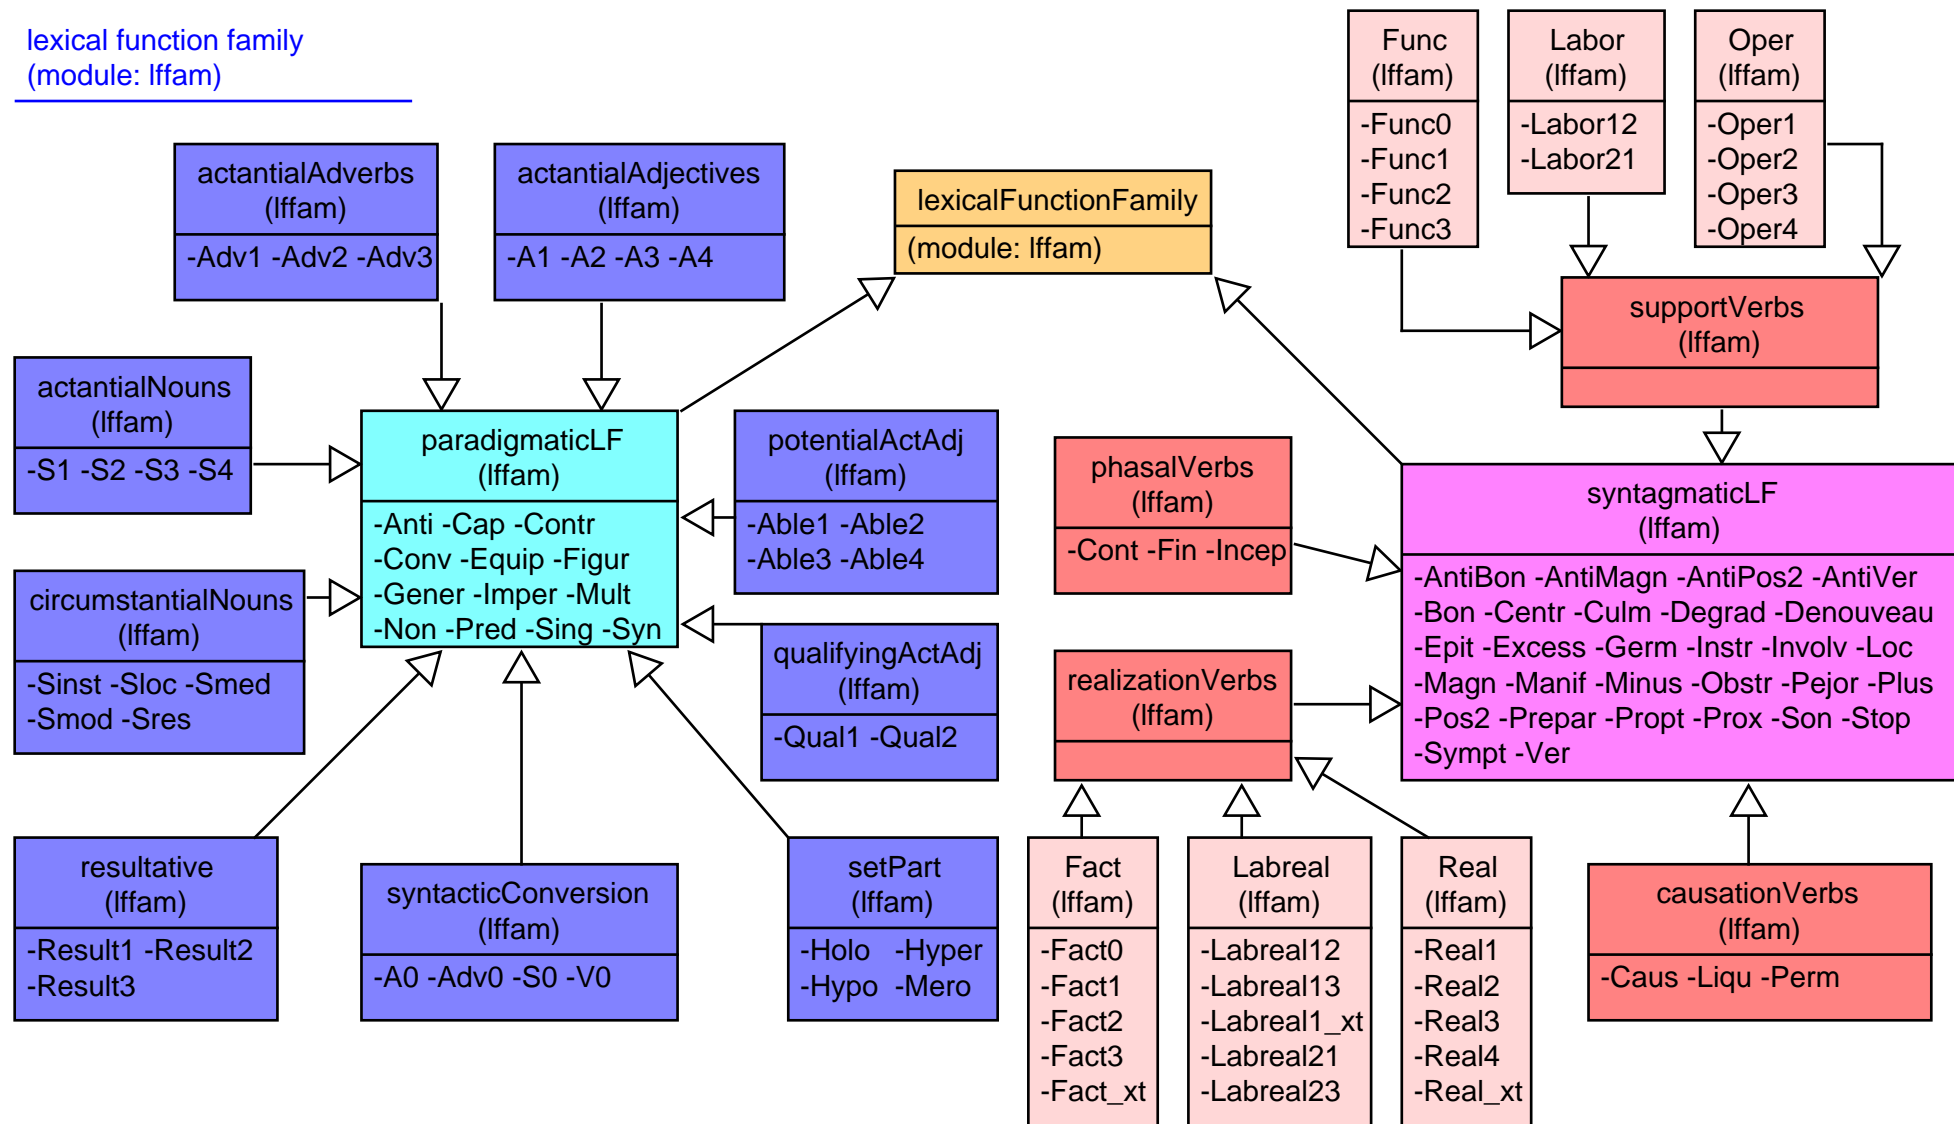 lexical function family
(module: lffam)
Func
(lffam)
-Func0
-Func1
-Func2
-Func3
Labor
(lffam)
-Labor12
-Labor21
Oper
(lffam)
-Oper1
-Oper2
-Oper3
-Oper4
actantialAdverbs
(lffam)
-Adv1 -Adv2 -Adv3
actantialAdjectives
(lffam)
-A1 -A2 -A3 -A4
lexicalFunctionFamily
(module: lffam)
supportVerbs
(lffam)
actantialNouns
(lffam)
-S1 -S2 -S3 -S4
paradigmaticLF
(lffam)
-Anti -Cap -Contr
-Conv -Equip -Figur
-Gener -Imper -Mult
-Non -Pred -Sing -Syn
potentialActAdj
(lffam)
-Able1 -Able2
-Able3 -Able4
phasalVerbs
(lffam)
-Cont -Fin -Incep
syntagmaticLF
(lffam)
-AntiBon -AntiMagn -AntiPos2 -AntiVer
-Bon -Centr -Culm -Degrad -Denouveau
-Epit -Excess -Germ -Instr -Involv -Loc
-Magn -Manif -Minus -Obstr -Pejor -Plus
-Pos2 -Prepar -Propt -Prox -Son -Stop
-Sympt -Ver
circumstantialNouns
(lffam)
-Sinst -Sloc -Smed
-Smod -Sres
qualifyingActAdj
(lffam)
-Qual1 -Qual2
realizationVerbs
(lffam)
resultative
(lffam)
-Result1 -Result2
-Result3
syntacticConversion
(lffam)
-A0 -Adv0 -S0 -V0
setPart
(lffam)
-Holo -Hyper
-Hypo -Mero
Fact
(lffam)
-Fact0
-Fact1
-Fact2
-Fact3
-Fact_xt
Labreal
(lffam)
-Labreal12
-Labreal13
-Labreal1_xt
-Labreal21
-Labreal23
Real
(lffam)
-Real1
-Real2
-Real3
-Real4
-Real_xt
causationVerbs
(lffam)
-Caus -Liqu -Perm